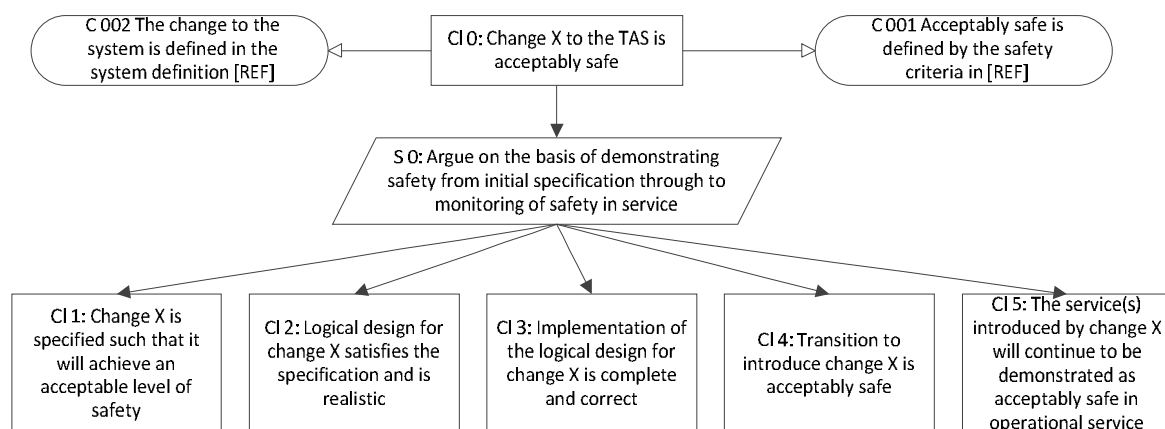 C 002 The change to
the system is defined in the
system definition [REF]
Cl 0: Change X to the TAS is
acceptably safe
C 001 Acceptably safe is
defined by the safety
criteria in [REF]
S 0: Argue on the basis of demonstrating
safety from initial specification through to
monitoring of safety in service
Cl 1: Change X is
specified such that it
will achieve an
acceptable level of
safety
Cl 2: Logical design for
change X satisfies the
specification and is
realistic
Cl 3: Implementation of
the logical design for
change X is complete
and correct
Cl 4: Transition to
introduce change X is
acceptably safe
Cl 5: The service(s)
introduced by change X
will continue to be
demonstrated as
acceptably safe in
operational service